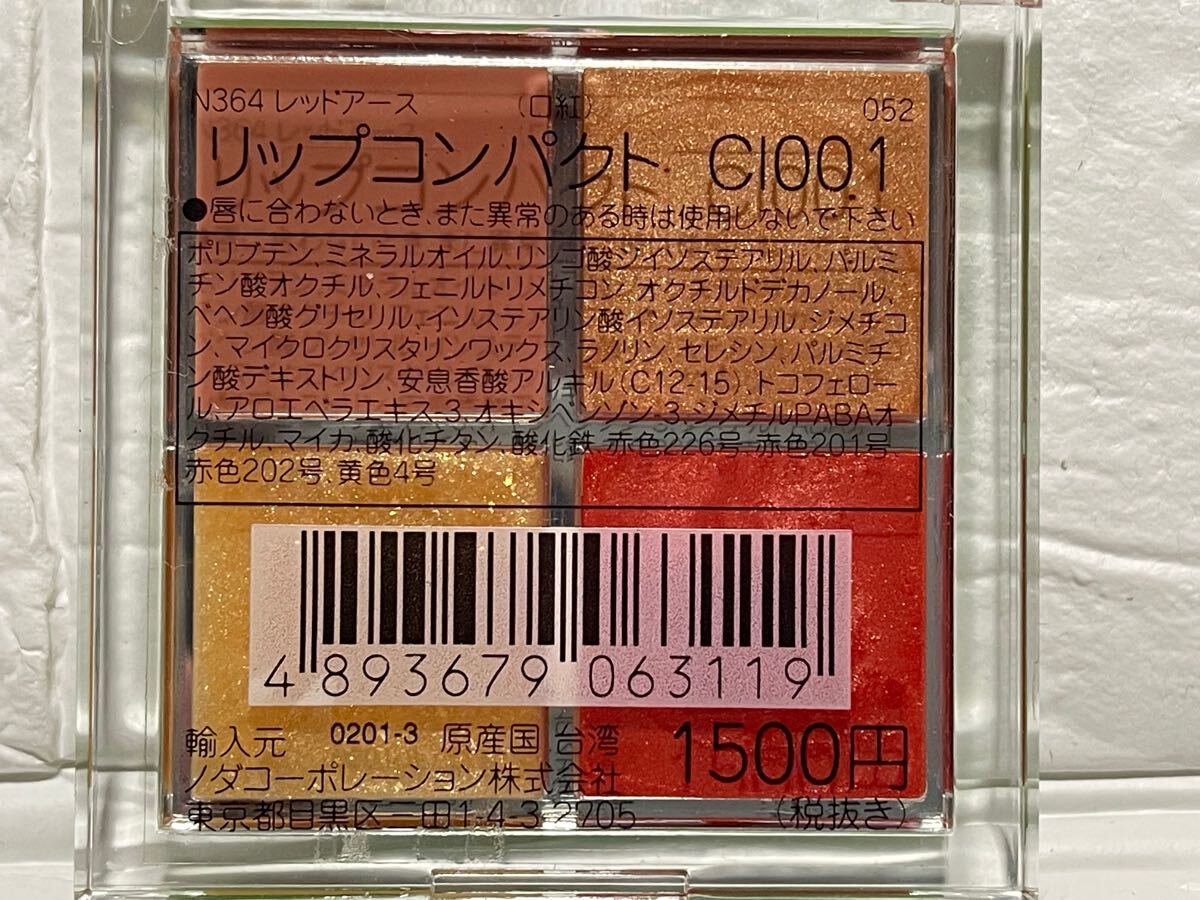 N364 レッドアース （口紅） 052
リップコンパクト CI001
●唇に合わないとき、また異常のある時は使用しないで下さい
ポリブテン、ミネラルオイル、リンゴ酸ジイソステアリル、パルミ
チン酸オクチル、フェニルトリメチコン、オクチルドデカノール、
ベヘン酸グリセリル、イソステアリン酸イソステアリル、ジメチコ
ン、マイクロクリスタリンワックス、ラノリン、セレシン、パルミチ
ン酸デキストリン、安息香酸アルキル(C12-15)、トコフェロー
ル、アロエベラエキス-3、オキシベンゾン-3、ジメチルPABAオ
クチル、マイカ、酸化チタン、酸化鉄、赤色226号、赤色201号、
赤色202号、黄色4号
4 893679 063119
輸入元 0201-3 原産国 台湾 1500円
ノダコーポレーション株式会社
東京都目黒区三田1-4-3-2705 （税抜き）